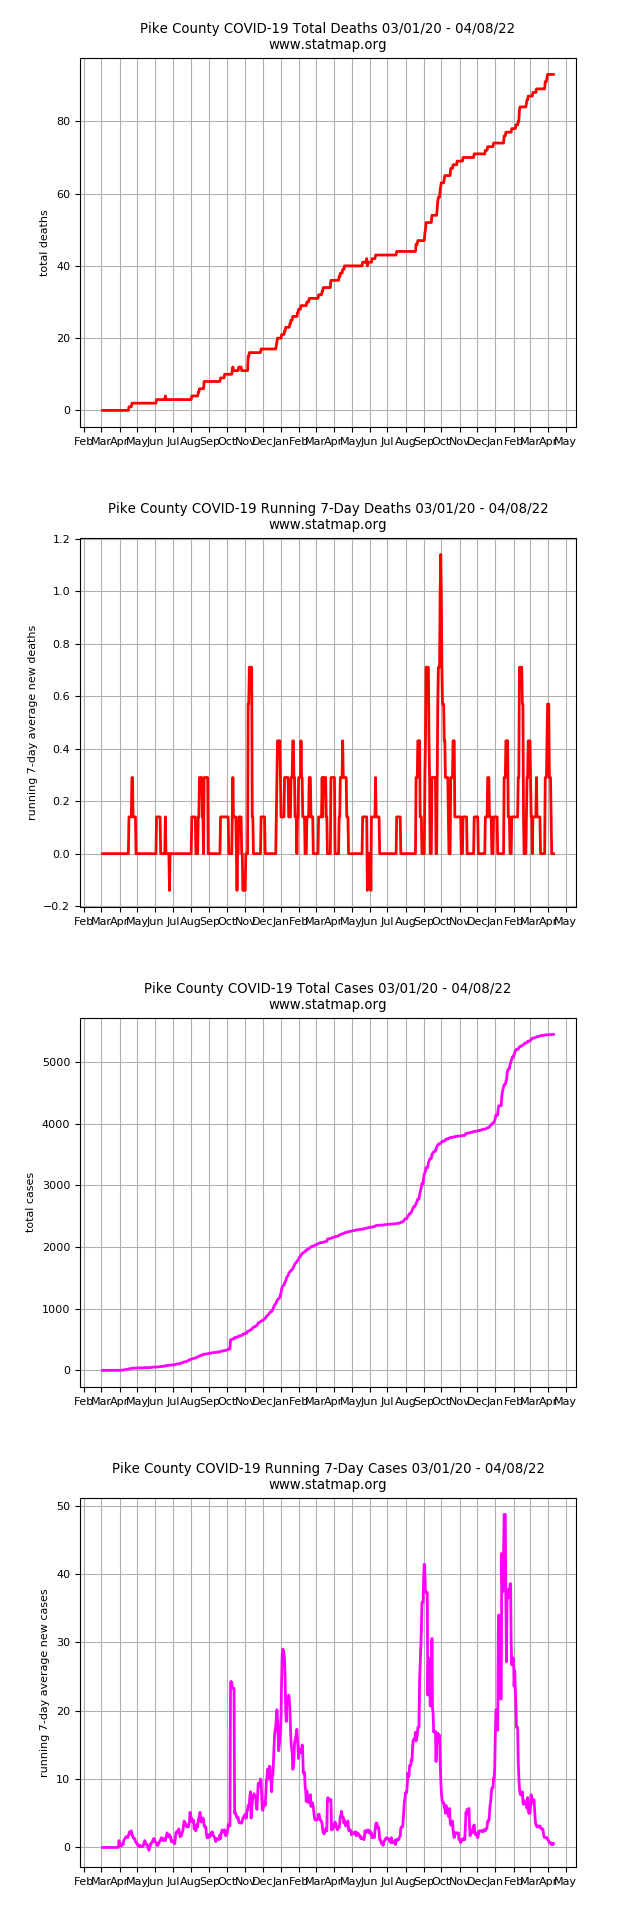 Pike County COVID-19 Total Deaths 03/01/20 - 04/08/22
www.statmap.org
80
60
40
20
0
total deaths
Feb Mar Apr May Jun Jul Aug Sep Oct Nov Dec Jan Feb Mar Apr May Jun Jul Aug Sep Oct Nov Dec Jan Feb Mar Apr May
Pike County COVID-19 Running 7-Day Deaths 03/01/20 - 04/08/22
www.statmap.org
1.2
1.0
0.8
0.6
0.4
0.2
0.0
−0.2
running 7-day average new deaths
Feb Mar Apr May Jun Jul Aug Sep Oct Nov Dec Jan Feb Mar Apr May Jun Jul Aug Sep Oct Nov Dec Jan Feb Mar Apr May
Pike County COVID-19 Total Cases 03/01/20 - 04/08/22
www.statmap.org
5000
4000
3000
2000
1000
0
total cases
Feb Mar Apr May Jun Jul Aug Sep Oct Nov Dec Jan Feb Mar Apr May Jun Jul Aug Sep Oct Nov Dec Jan Feb Mar Apr May
Pike County COVID-19 Running 7-Day Cases 03/01/20 - 04/08/22
www.statmap.org
50
40
30
20
10
0
running 7-day average new cases
Feb Mar Apr May Jun Jul Aug Sep Oct Nov Dec Jan Feb Mar Apr May Jun Jul Aug Sep Oct Nov Dec Jan Feb Mar Apr May